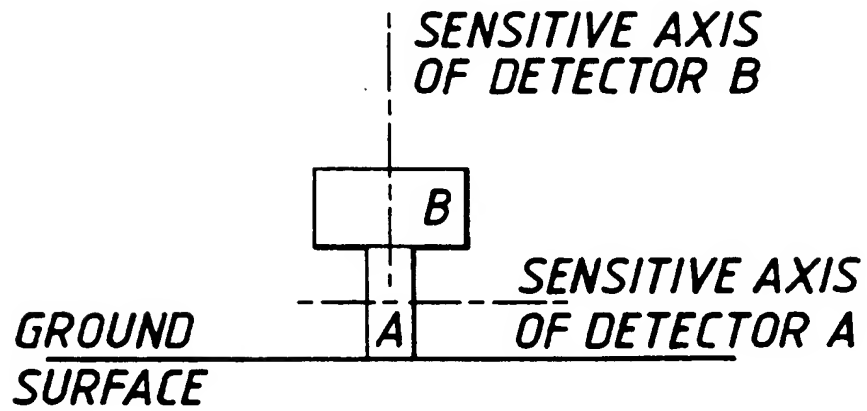 SENSITIVE AXIS
OF DETECTOR B
B
SENSITIVE AXIS
OF DETECTOR A
A
GROUND
SURFACE